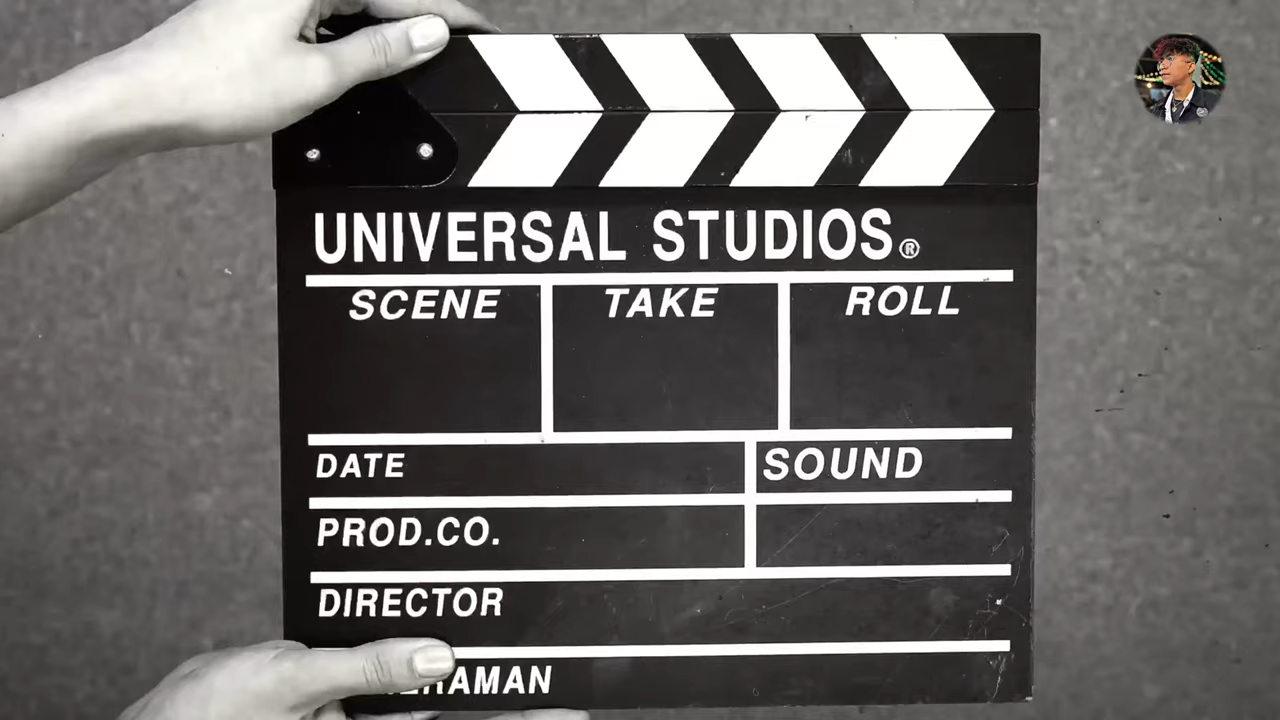 UNIVERSAL STUDIOS®
SCENE TAKE ROLL
DATE SOUND
PROD.CO.
DIRECTOR